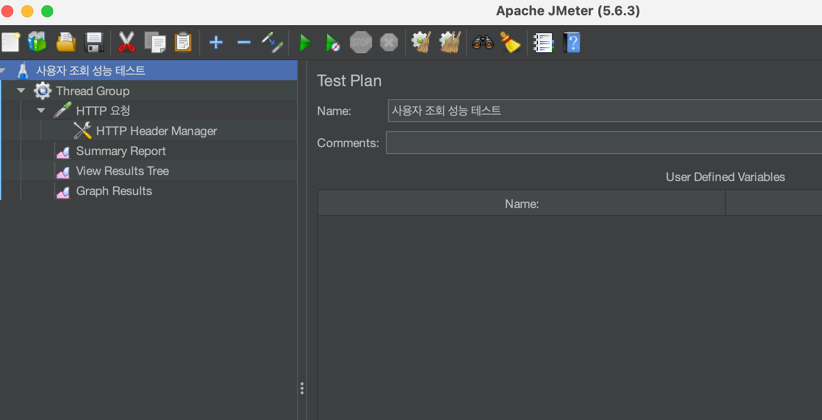 Apache JMeter (5.6.3)
STOP
사용자 조회 성능 테스트
Thread Group
HTTP 요청
HTTP Header Manager
Summary Report
View Results Tree
Graph Results
Test Plan
Name: 사용자 조회 성능 테스트
Comments:
User Defined Variables
Name: